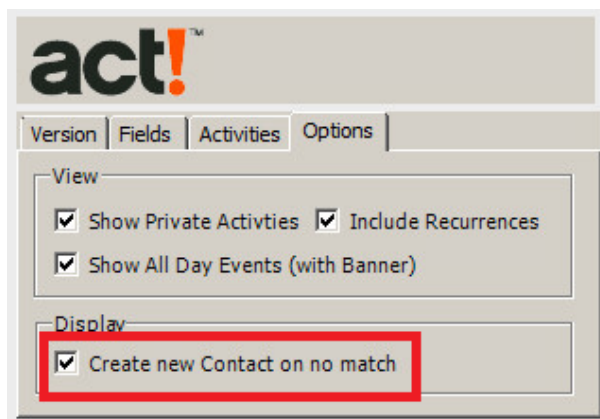 act!™
Version Fields Activities Options
View
Show Private Activties Include Recurrences
Show All Day Events (with Banner)
Display
Create new Contact on no match